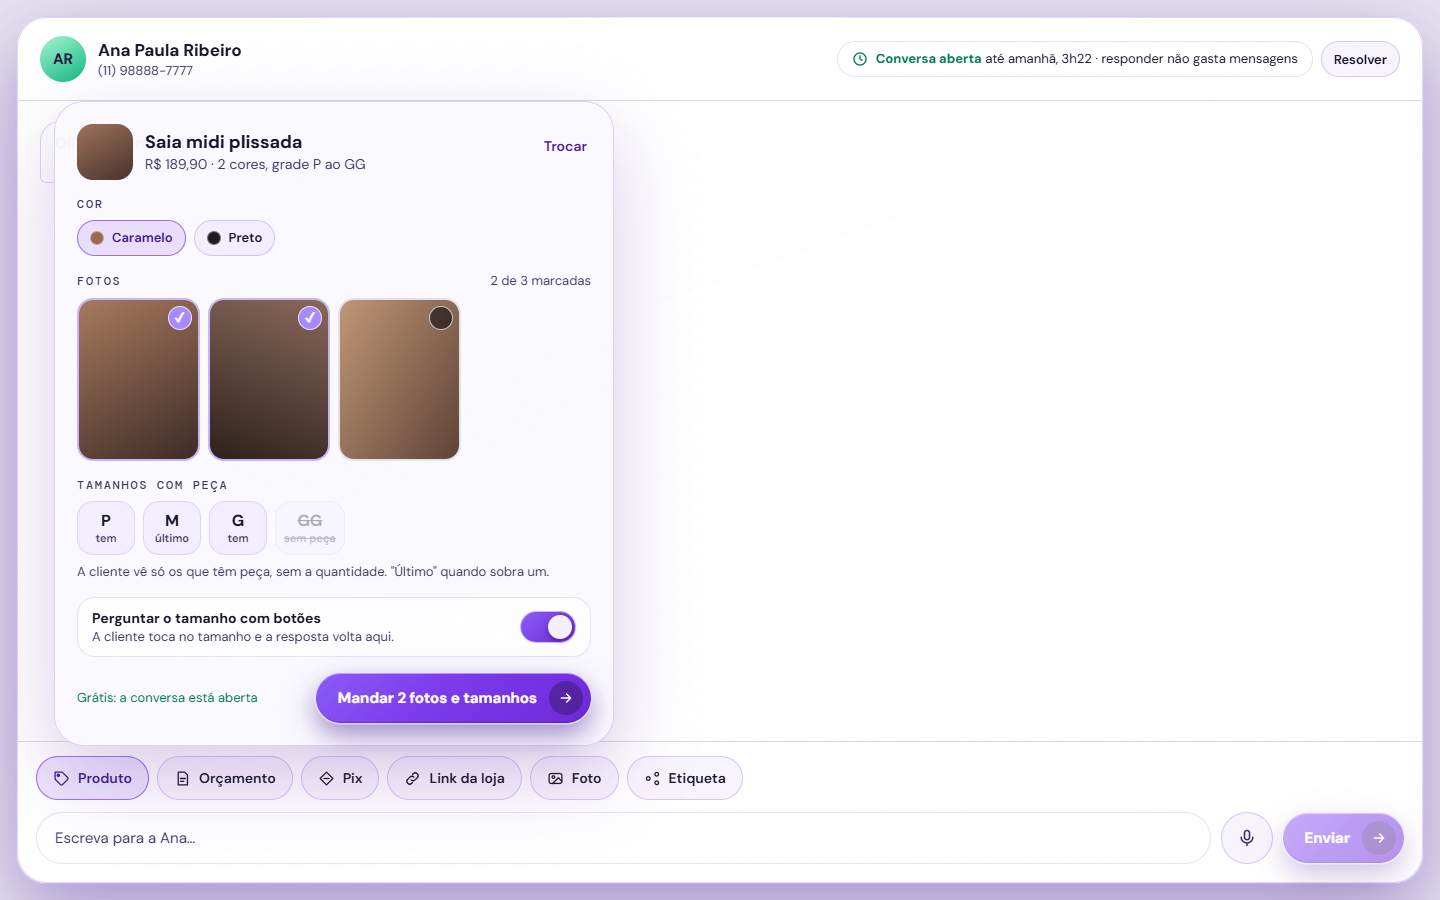 AR
Ana Paula Ribeiro
(11) 98888-7777
Conversa aberta até amanhã, 3h22 · responder não gasta mensagens
Resolver
Saia midi plissada
R$ 189,90 · 2 cores, grade P ao GG
Trocar
COR
Caramelo
Preto
FOTOS
2 de 3 marcadas
TAMANHOS COM PEÇA
P
tem
M
último
G
tem
GG
sem peça
A cliente vê só os que têm peça, sem a quantidade. "Último" quando sobra um.
Perguntar o tamanho com botões
A cliente toca no tamanho e a resposta volta aqui.
Grátis: a conversa está aberta
Mandar 2 fotos e tamanhos
Produto
Orçamento
Pix
Link da loja
Foto
Etiqueta
Escreva para a Ana...
Enviar